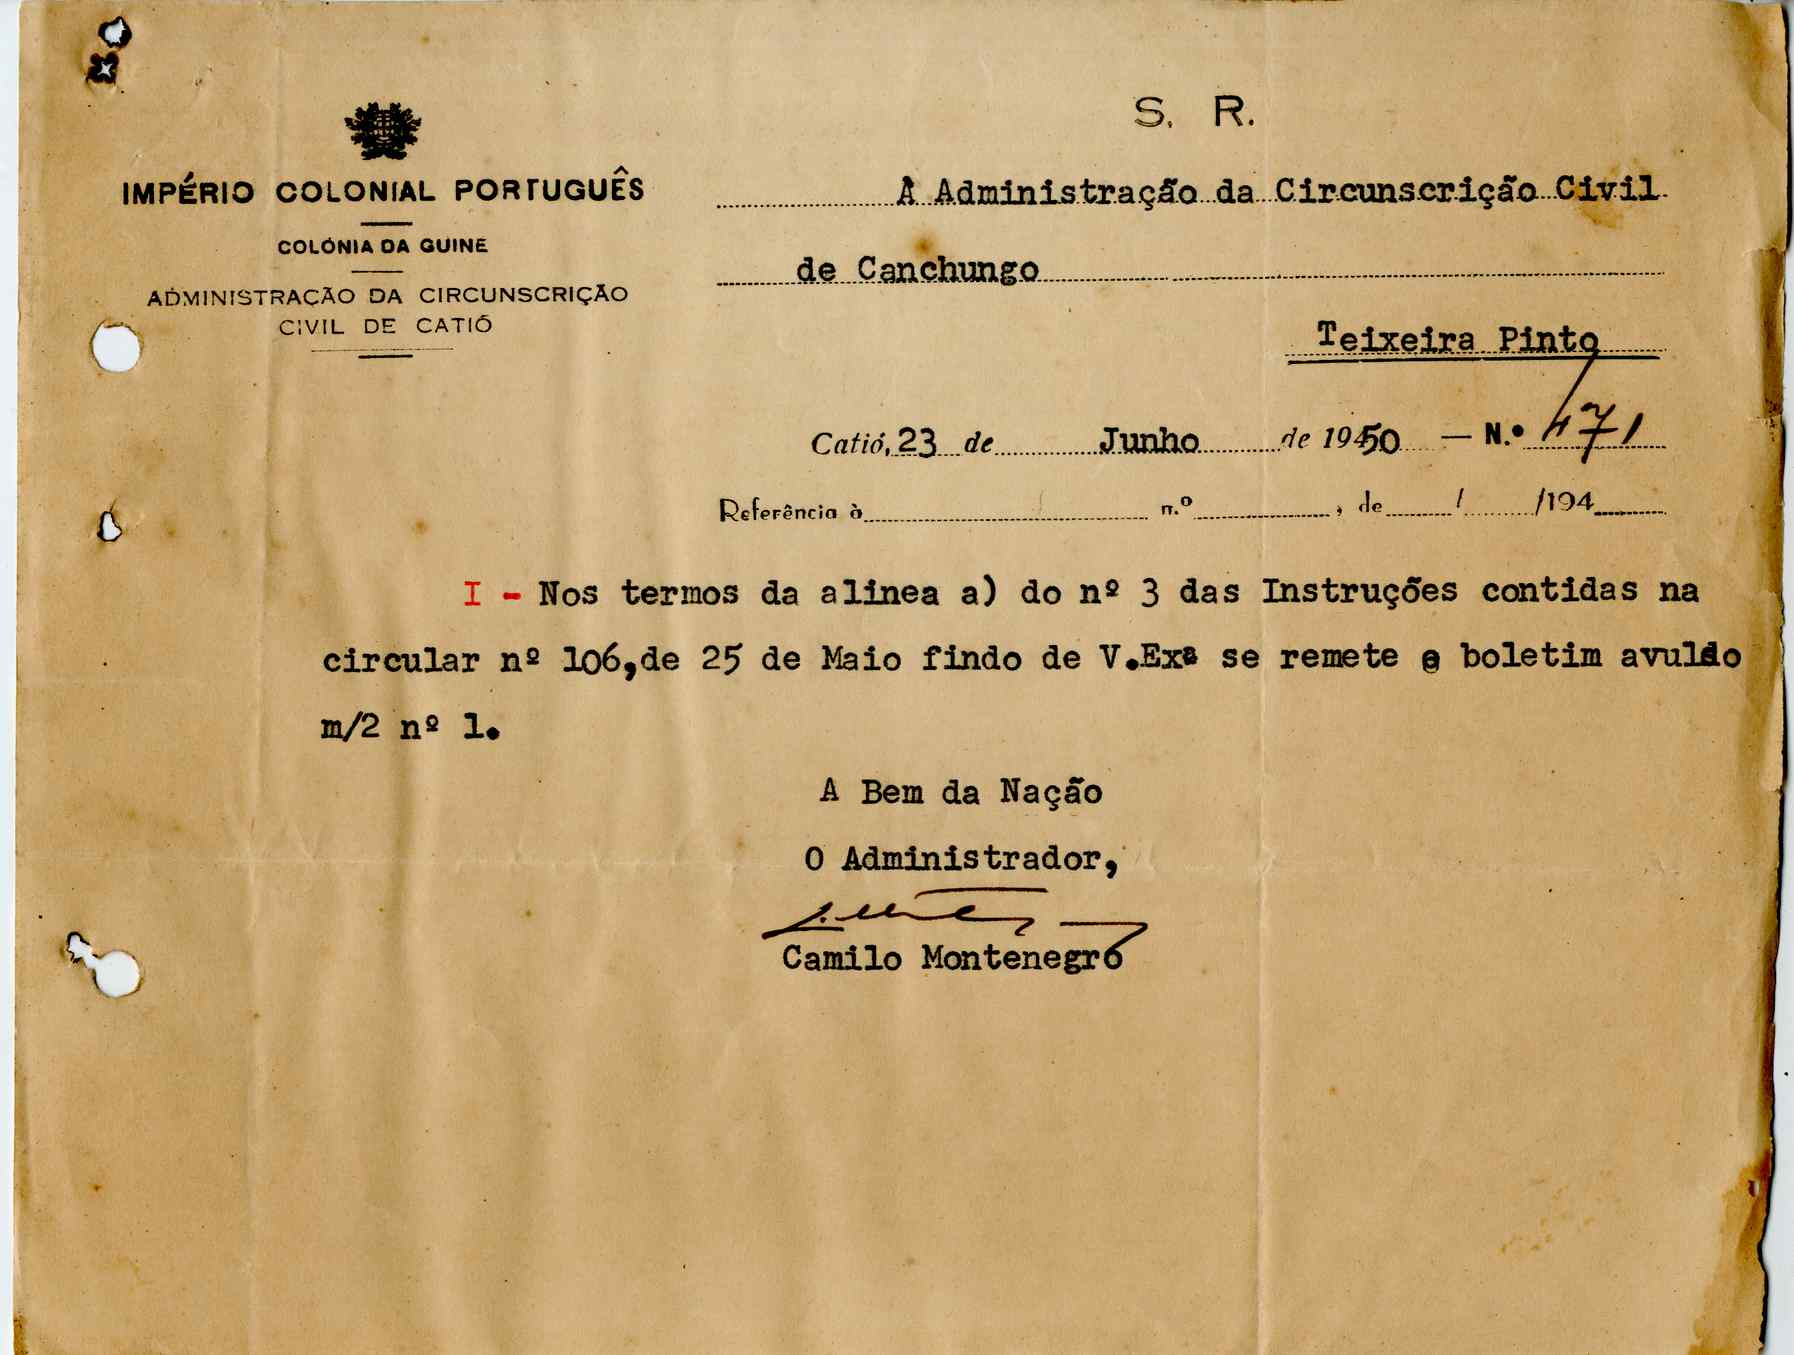 S. R.
IMPÉRIO COLONIAL PORTUGUÊS
COLÓNIA DA GUINÉ
ADMINISTRAÇÃO DA CIRCUNSCRIÇÃO
CIVIL DE CATIÓ
A Administração da Circunscrição Civil
de Canchungo
Teixeira Pinto
Catió, 23 de Junho de 1950 — N.º 471
Referência à n.º , de / /194
I - Nos termos da alinea a) do nº 3 das Instruções contidas na
circular nº 106,de 25 de Maio findo de V.Exª se remete o boletim avulso
m/2 nº 1.
A Bem da Nação
O Administrador,
Camilo Montenegro